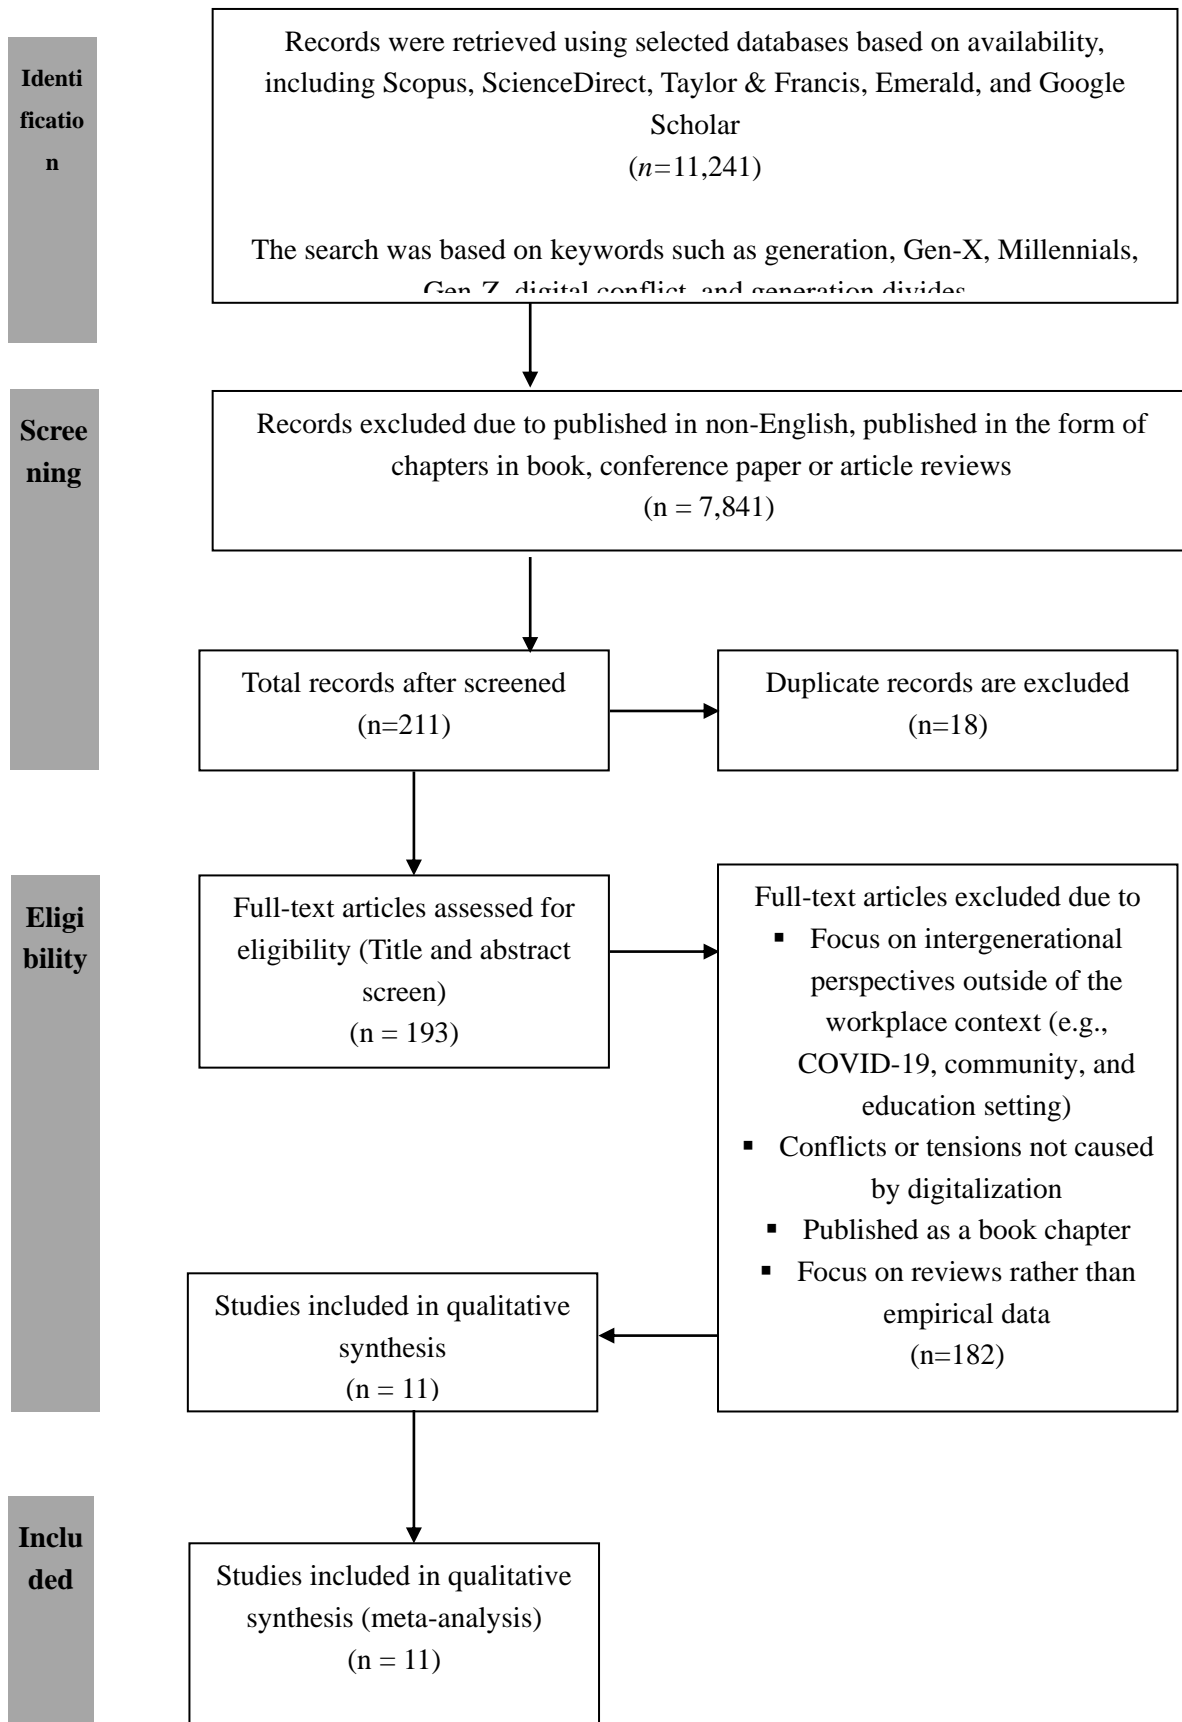 Identi
ficatio
n
Records were retrieved using selected databases based on availability,
including Scopus, ScienceDirect, Taylor & Francis, Emerald, and Google
Scholar
(n=11,241)
The search was based on keywords such as generation, Gen-X, Millennials,
Gen-Z, digital conflict, and generation divides
Scree
ning
Records excluded due to published in non-English, published in the form of
chapters in book, conference paper or article reviews
(n = 7,841)
Total records after screened
(n=211)
Duplicate records are excluded
(n=18)
Eligi
bility
Full-text articles assessed for
eligibility (Title and abstract
screen)
(n = 193)
Full-text articles excluded due to
▪ Focus on intergenerational
perspectives outside of the
workplace context (e.g.,
COVID-19, community, and
education setting)
▪ Conflicts or tensions not caused
by digitalization
▪ Published as a book chapter
▪ Focus on reviews rather than
empirical data
(n=182)
Studies included in qualitative
synthesis
(n = 11)
Inclu
ded
Studies included in qualitative
synthesis (meta-analysis)
(n = 11)